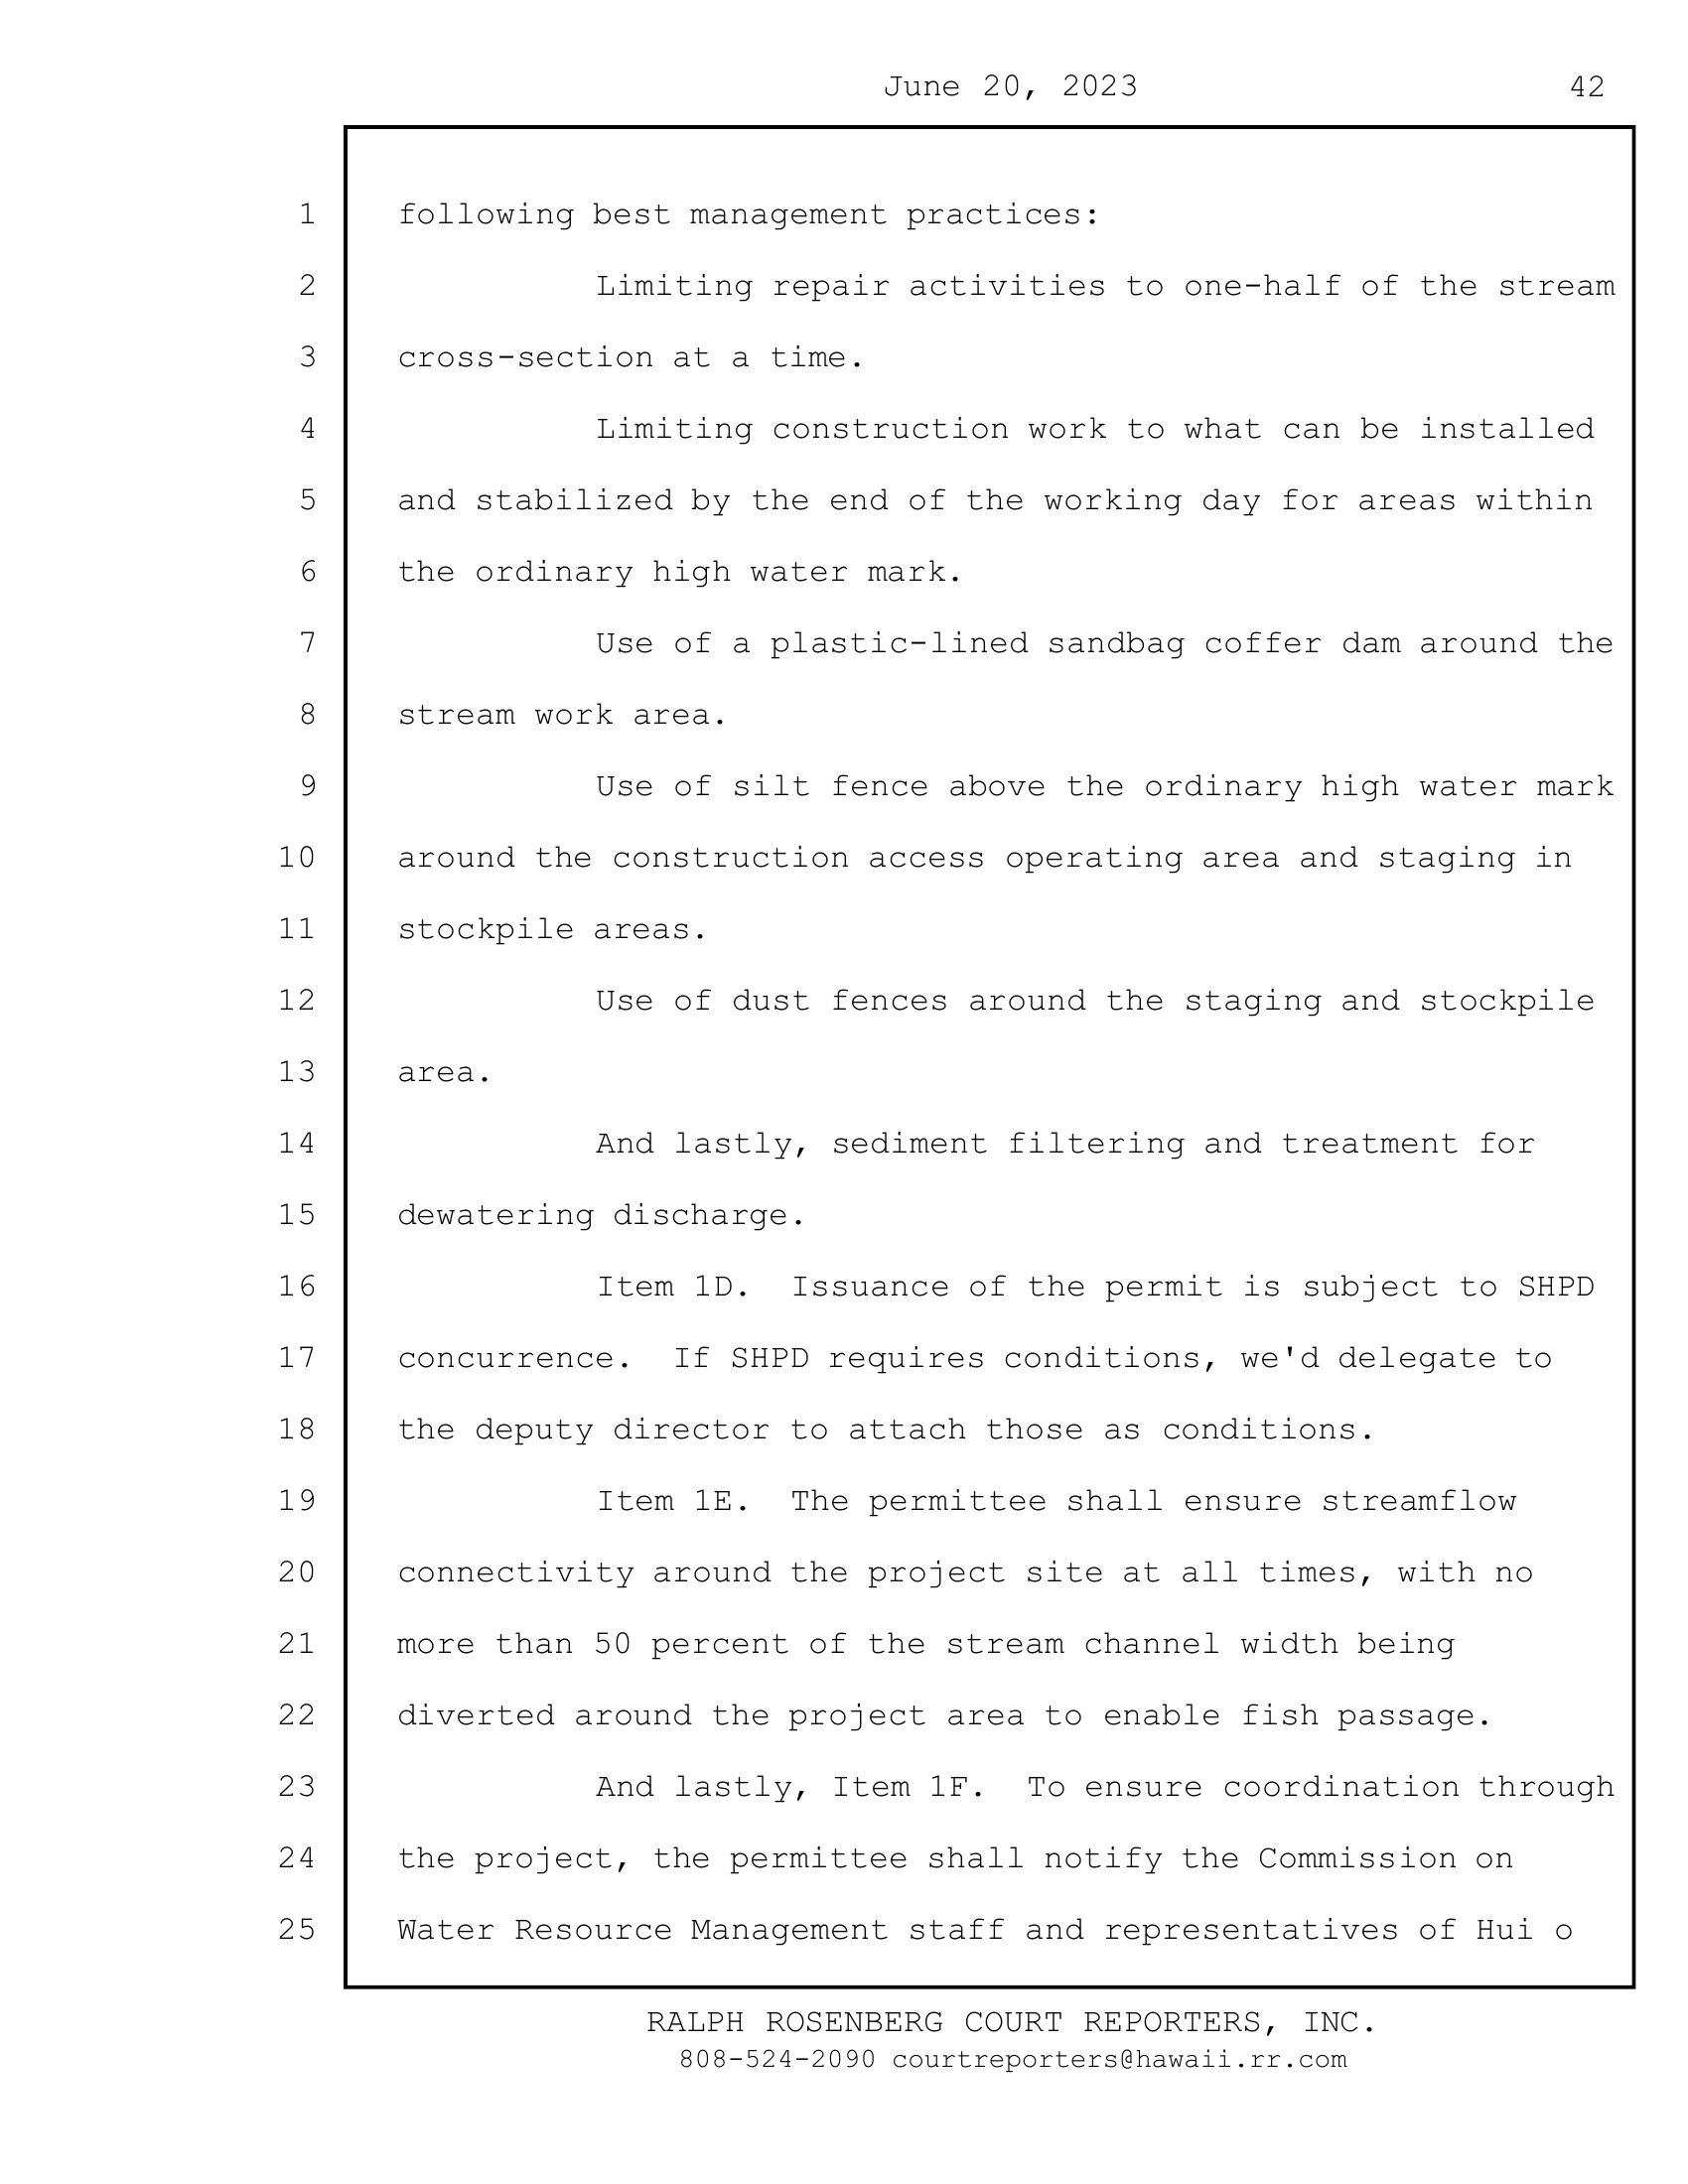 June 20, 2023 42
1 following best management practices:
2 Limiting repair activities to one-half of the stream
3 cross-section at a time.
4 Limiting construction work to what can be installed
5 and stabilized by the end of the working day for areas within
6 the ordinary high water mark.
7 Use of a plastic-lined sandbag coffer dam around the
8 stream work area.
9 Use of silt fence above the ordinary high water mark
10 around the construction access operating area and staging in
11 stockpile areas.
12 Use of dust fences around the staging and stockpile
13 area.
14 And lastly, sediment filtering and treatment for
15 dewatering discharge.
16 Item 1D. Issuance of the permit is subject to SHPD
17 concurrence. If SHPD requires conditions, we'd delegate to
18 the deputy director to attach those as conditions.
19 Item 1E. The permittee shall ensure streamflow
20 connectivity around the project site at all times, with no
21 more than 50 percent of the stream channel width being
22 diverted around the project area to enable fish passage.
23 And lastly, Item 1F. To ensure coordination through
24 the project, the permittee shall notify the Commission on
25 Water Resource Management staff and representatives of Hui o
RALPH ROSENBERG COURT REPORTERS, INC.
808-524-2090 courtreporters@hawaii.rr.com